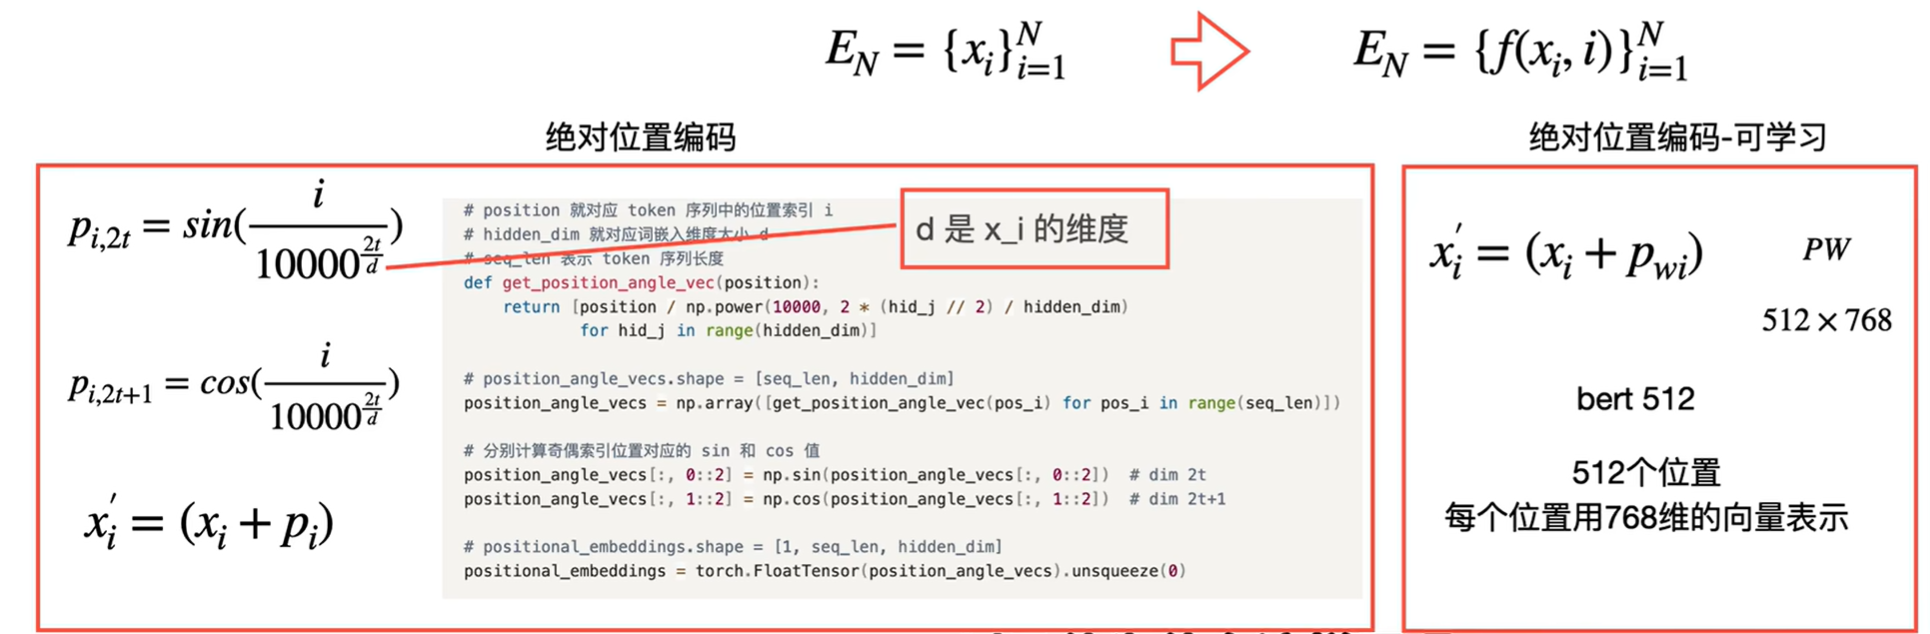 E_N = {x_i}_{i=1}^N E_N = {f(x_i, i)}_{i=1}^N
绝对位置编码
p_{i,2t} = sin(\frac{i}{10000^{\frac{2t}{d}}})
p_{i,2t+1} = cos(\frac{i}{10000^{\frac{2t}{d}}})
x_i' = (x_i + p_i)
# position 就对应 token 序列中的位置索引 i
# hidden_dim 就对应词嵌入维度大小 d
# seq_len 表示 token 序列长度
def get_position_angle_vec(position):
    return [position / np.power(10000, 2 * (hid_j // 2) / hidden_dim)
            for hid_j in range(hidden_dim)]
# position_angle_vecs.shape = [seq_len, hidden_dim]
position_angle_vecs = np.array([get_position_angle_vec(pos_i) for pos_i in range(seq_len)])
# 分别计算奇偶索引位置对应的 sin 和 cos 值
position_angle_vecs[:, 0::2] = np.sin(position_angle_vecs[:, 0::2])  # dim 2t
position_angle_vecs[:, 1::2] = np.cos(position_angle_vecs[:, 1::2])  # dim 2t+1
# positional_embeddings.shape = [1, seq_len, hidden_dim]
positional_embeddings = torch.FloatTensor(position_angle_vecs).unsqueeze(0)
d 是 x_i 的维度
绝对位置编码-可学习
x_i' = (x_i + p_{wi}) PW
512 × 768
bert 512
512个位置
每个位置用768维的向量表示